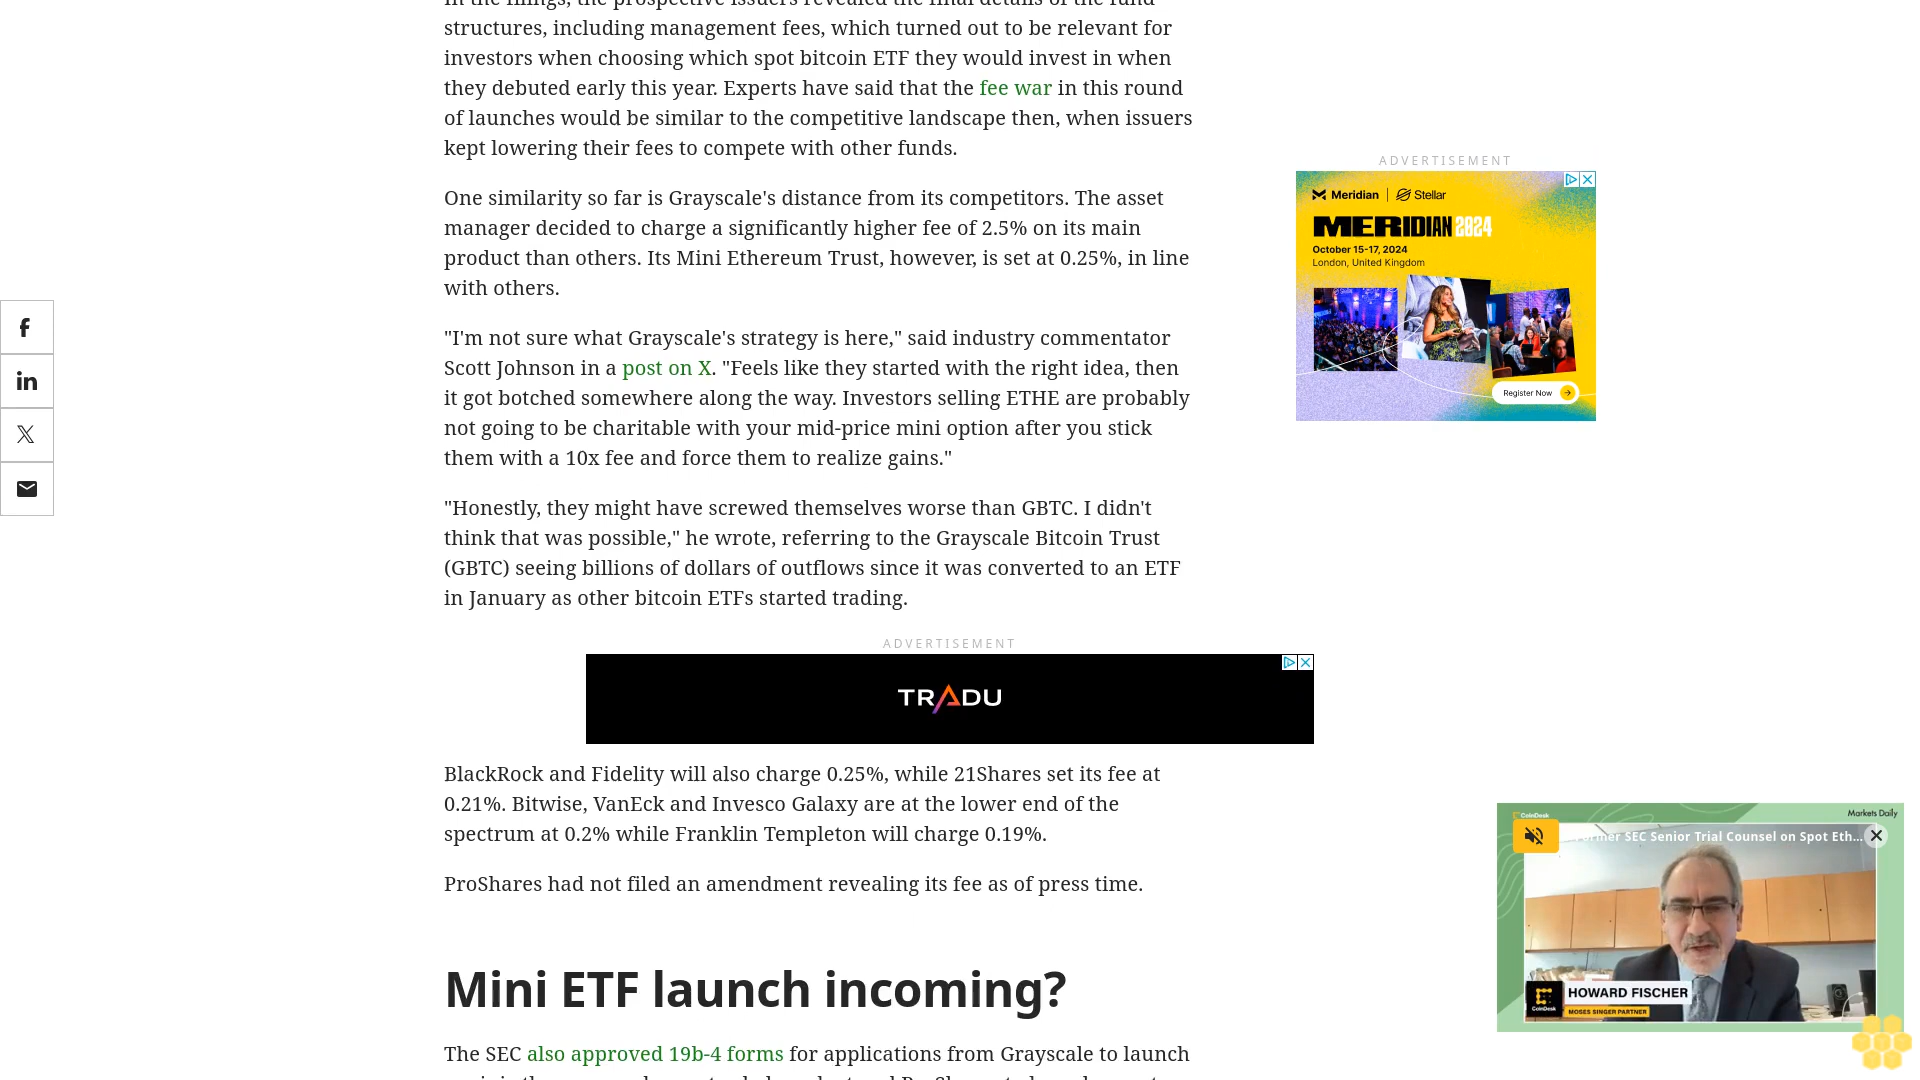 structures, including management fees, which turned out to be relevant for
investors when choosing which spot bitcoin ETF they would invest in when
they debuted early this year. Experts have said that the fee war in this round
of launches would be similar to the competitive landscape then, when issuers
kept lowering their fees to compete with other funds.
One similarity so far is Grayscale's distance from its competitors. The asset
manager decided to charge a significantly higher fee of 2.5% on its main
product than others. Its Mini Ethereum Trust, however, is set at 0.25%, in line
with others.
"I'm not sure what Grayscale's strategy is here," said industry commentator
Scott Johnson in a post on X. "Feels like they started with the right idea, then
it got botched somewhere along the way. Investors selling ETHE are probably
not going to be charitable with your mid-price mini option after you stick
them with a 10x fee and force them to realize gains."
"Honestly, they might have screwed themselves worse than GBTC. I didn't
think that was possible," he wrote, referring to the Grayscale Bitcoin Trust
(GBTC) seeing billions of dollars of outflows since it was converted to an ETF
in January as other bitcoin ETFs started trading.
ADVERTISEMENT
TRADU
BlackRock and Fidelity will also charge 0.25%, while 21Shares set its fee at
0.21%. Bitwise, VanEck and Invesco Galaxy are at the lower end of the
spectrum at 0.2% while Franklin Templeton will charge 0.19%.
ProShares had not filed an amendment revealing its fee as of press time.
Mini ETF launch incoming?
The SEC also approved 19b-4 forms for applications from Grayscale to launch
ADVERTISEMENT
Meridian | Stellar
MERIDIAN 2024
October 15-17, 2024
London, United Kingdom
Register Now
CoinDesk
Markets Daily
Former SEC Senior Trial Counsel on Spot Eth...
HOWARD FISCHER
MOSES SINGER PARTNER
CoinDesk